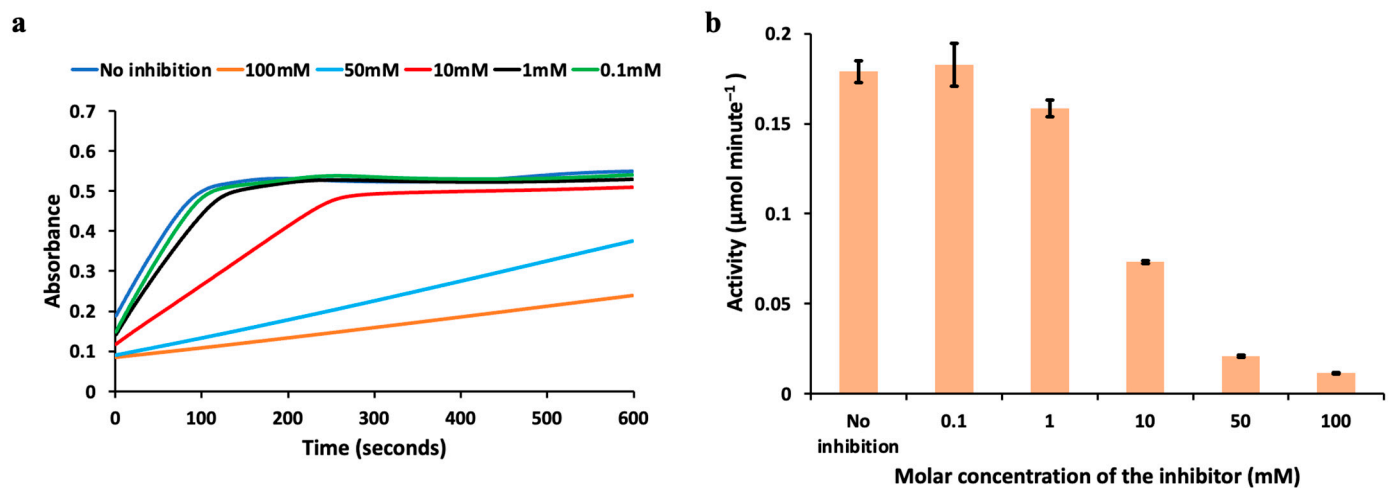 a
No inhibition 100mM 50mM 10mM 1mM 0.1mM
0.7
0.6
0.5
0.4
0.3
0.2
0.1
0
Absorbance
0 100 200 300 400 500 600
Time (seconds)
b
0.2
0.15
0.1
0.05
0
Activity (μmol minute⁻¹)
No 0.1 1 10 50 100
inhibition
Molar concentration of the inhibitor (mM)